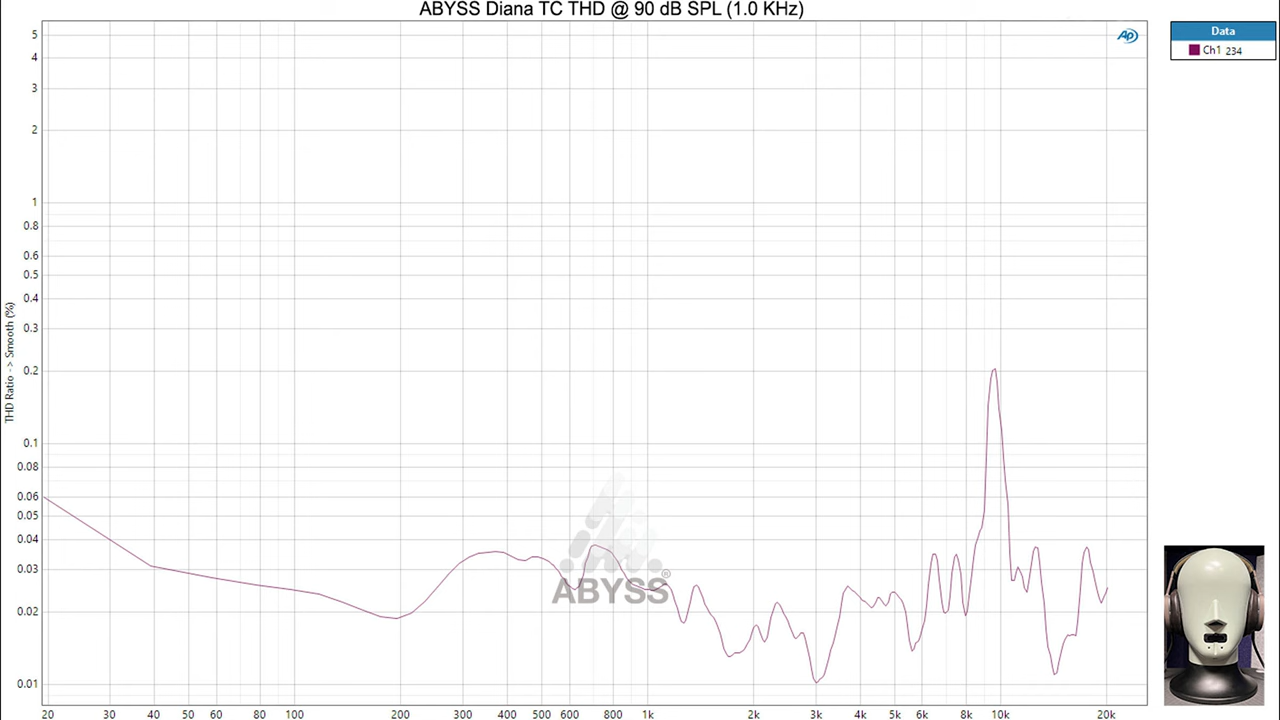 ABYSS Diana TC THD @ 90 dB SPL (1.0 KHz)
AP
Data
Ch1 234
THD Ratio -> Smooth (%)
5
4
3
2
1
0.8
0.6
0.5
0.4
0.3
0.2
0.1
0.08
0.06
0.05
0.04
0.03
0.02
0.01
ABYSS®
20 30 40 50 60 80 100 200 300 400 500 600 800 1k 2k 3k 4k 5k 6k 8k 10k 20k